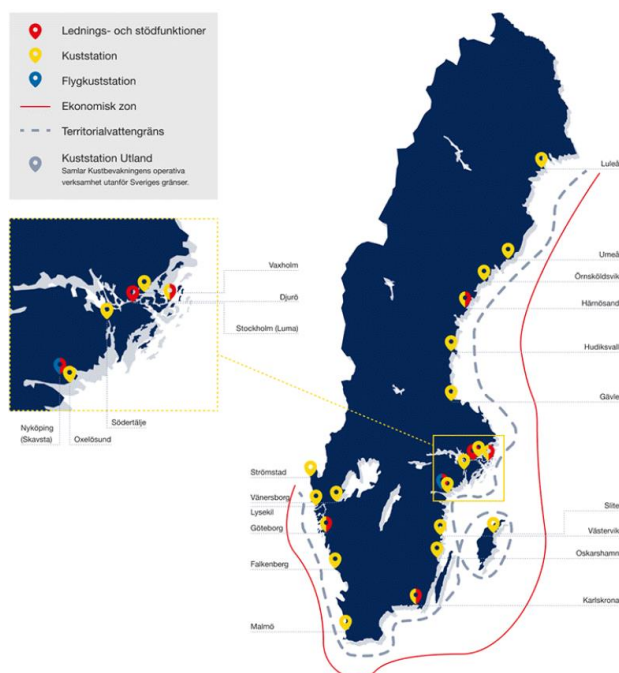 Lednings- och stödfunktioner
Kuststation
Flygkuststation
Ekonomisk zon
Territorialvattengräns
Kuststation Utland
Samlar Kustbevakningens operativa
verksamhet utanför Sveriges gränser.
Vaxholm
Djurö
Stockholm (Luma)
Södertälje
Nyköping
(Skavsta)
Oxelösund
Luleå
Umeå
Örnsköldsvik
Härnösand
Hudiksvall
Gävle
Strömstad
Vänersborg
Lysekil
Göteborg
Falkenberg
Malmö
Slite
Västervik
Oskarshamn
Karlskrona